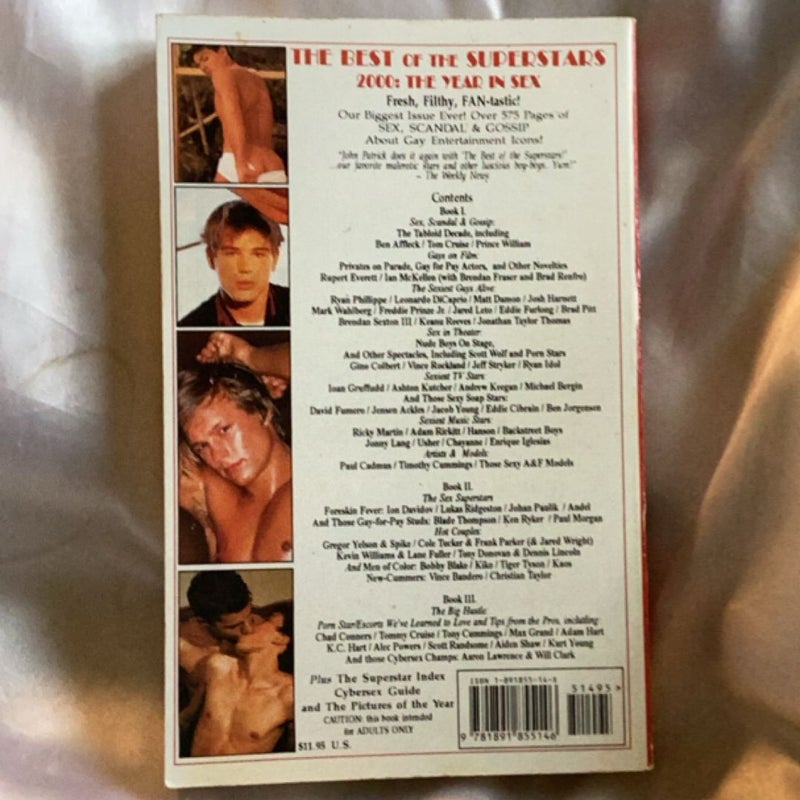 THE BEST OF THE SUPERSTARS
2000: THE YEAR IN SEX
Fresh, Filthy, FAN-tastic!
Our Biggest Issue Ever! Over 575 Pages of
SEX, SCANDAL & GOSSIP
About Gay Entertainment Icons!
"John Patrick does it again with 'The Best of the Superstars!'
...our favorite malerotic stars and other luscious boy-boys. Yum!"
– The Weekly News
Contents
Book I.
Sex, Scandal & Gossip:
The Tabloid Decade, including
Ben Affleck / Tom Cruise / Prince William
Gays on Film:
Privates on Parade, Gay for Pay Actors, and Other Novelties
Rupert Everett / Ian McKellen (with Brendan Fraser and Brad Renfro)
The Sexiest Guys Alive:
Ryan Phillippe / Leonardo DiCaprio / Matt Damon / Josh Harnett
Mark Wahlberg / Freddie Prinze Jr. / Jared Leto / Eddie Furlong / Brad Pitt
Brendan Sexton III / Keanu Reeves / Jonathan Taylor Thomas
Sex in Theater:
Nude Boys On Stage,
And Other Spectacles, Including Scott Wolf and Porn Stars
Gino Colbert / Vince Rockland / Jeff Stryker / Ryan Idol
Sexiest TV Stars:
Ioan Gruffudd / Ashton Kutcher / Andrew Keegan / Michael Bergin
And Those Sexy Soap Stars:
David Fumero / Jensen Ackles / Jacob Young / Eddie Cibrain / Ben Jorgensen
Sexiest Music Stars:
Ricky Martin / Adam Rickitt / Hanson / Backstreet Boys
Jonny Lang / Usher / Chayanne / Enrique Iglesias
Artists & Models:
Paul Cadmus / Timothy Cummings / Those Sexy A&F Models
Book II.
The Sex Superstars
Foreskin Fever: Ion Davidov / Lukas Ridgeston / Johan Paulik / Andel
And Those Gay-for-Pay Studs: Blade Thompson / Ken Ryker / Paul Morgan
Hot Couples:
Gregor Yelson & Spike / Cole Tucker & Frank Parker (& Jared Wright)
Kevin Williams & Lane Fuller / Tony Donovan & Dennis Lincoln
And Men of Color: Bobby Blake / Kiko / Tiger Tyson / Kaos
New-Cummers: Vince Bandero / Christian Taylor
Book III.
The Big Hustle
Porn Star/Escorts We've Learned to Love and Tips from the Pros, including:
Chad Conners / Tommy Cruise / Tony Cummings / Max Grand / Adam Hart
K.C. Hart / Alec Powers / Scott Randsome / Aiden Shaw / Kurt Young
And those Cybersex Champs: Aaron Lawrence & Will Clark
Plus The Superstar Index
Cybersex Guide
and The Pictures of the Year
CAUTION: this book intended
for ADULTS ONLY
$11.95 U.S.
ISBN 1-891855-14-X
51495>
9 781891 855146